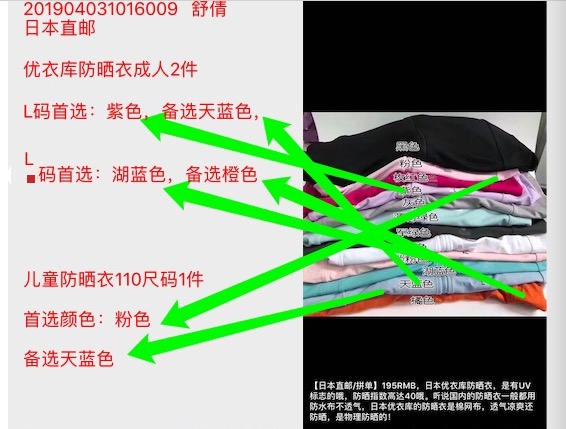 201904031016009 舒倩
日本直邮
优衣库防晒衣成人2件
L码首选：紫色，备选天蓝色，
L
码首选：湖蓝色，备选橙色
儿童防晒衣110尺码1件
首选颜色：粉色
备选天蓝色
黑色
粉色
玫红色
紫色
灰色
绿色
军绿色
粉
湖蓝色
天蓝色
橘色
【日本直邮/拼单】195RMB，日本优衣库防晒衣，是有UV
标志的哦，防晒指数高达40哦。听说国内的防晒衣一般都用
防水布不透气，日本优衣库的防晒衣是棉网布，透气凉爽还
防晒，是物理防晒的！